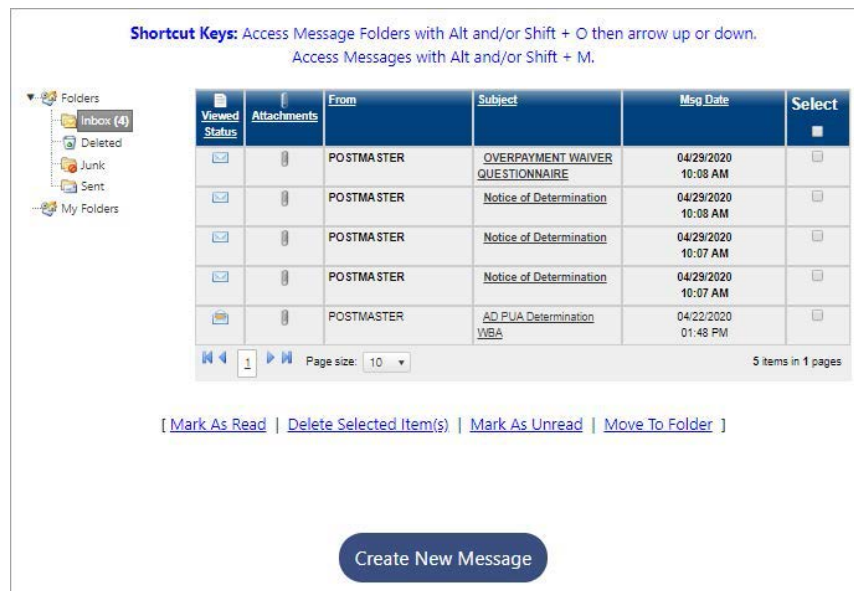 Shortcut Keys: Access Message Folders with Alt and/or Shift + O then arrow up or down.
Access Messages with Alt and/or Shift + M.
Folders
Inbox (4)
Deleted
Junk
Sent
My Folders
Viewed Status Attachments From Subject Msg Date Select
POSTMASTER OVERPAYMENT WAIVER QUESTIONNAIRE 04/29/2020 10:08 AM
POSTMASTER Notice of Determination 04/29/2020 10:08 AM
POSTMASTER Notice of Determination 04/29/2020 10:07 AM
POSTMASTER Notice of Determination 04/29/2020 10:07 AM
POSTMASTER AD PUA Determination WBA 04/22/2020 01:48 PM
1 Page size: 10 5 items in 1 pages
[ Mark As Read | Delete Selected Item(s) | Mark As Unread | Move To Folder ]
Create New Message